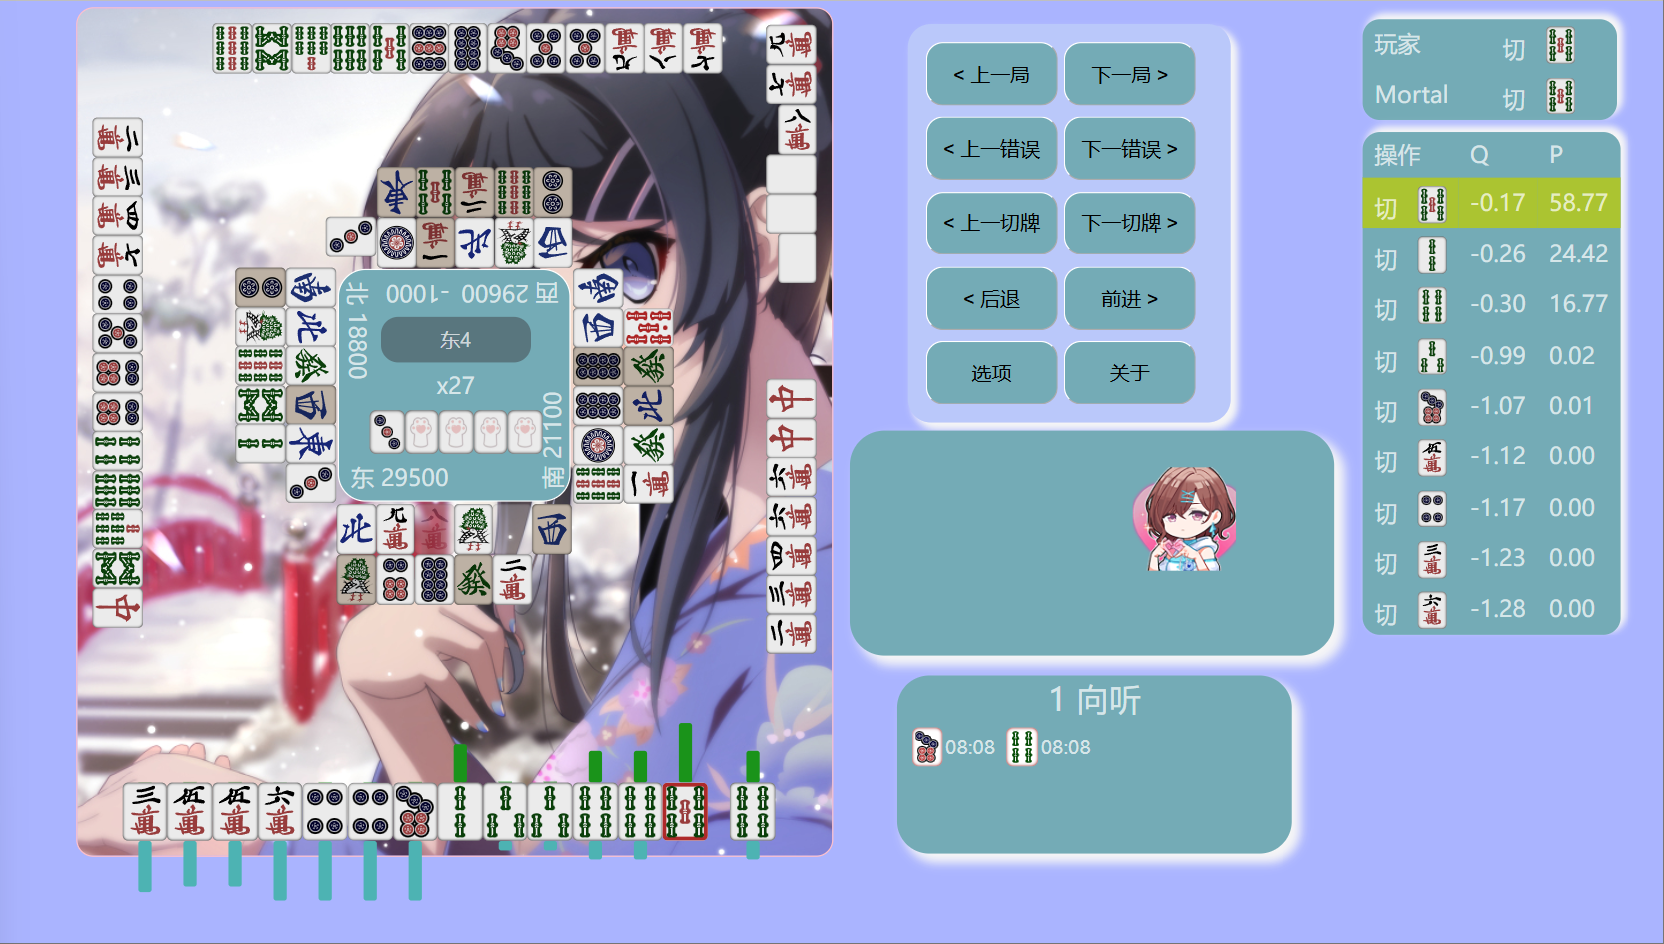 < 上一局
下一局 >
< 上一错误
下一错误 >
< 上一切牌
下一切牌 >
< 后退
前进 >
选项
关于
玩家 切
Mortal 切
操作 Q P
切 -0.17 58.77
切 -0.26 24.42
切 -0.30 16.77
切 -0.99 0.02
切 -1.07 0.01
切 -1.12 0.00
切 -1.17 0.00
切 -1.23 0.00
切 -1.28 0.00
西 29600 -1000
北 18800
东4
x27
南 21100
东 29500
1 向听
08:08 08:08